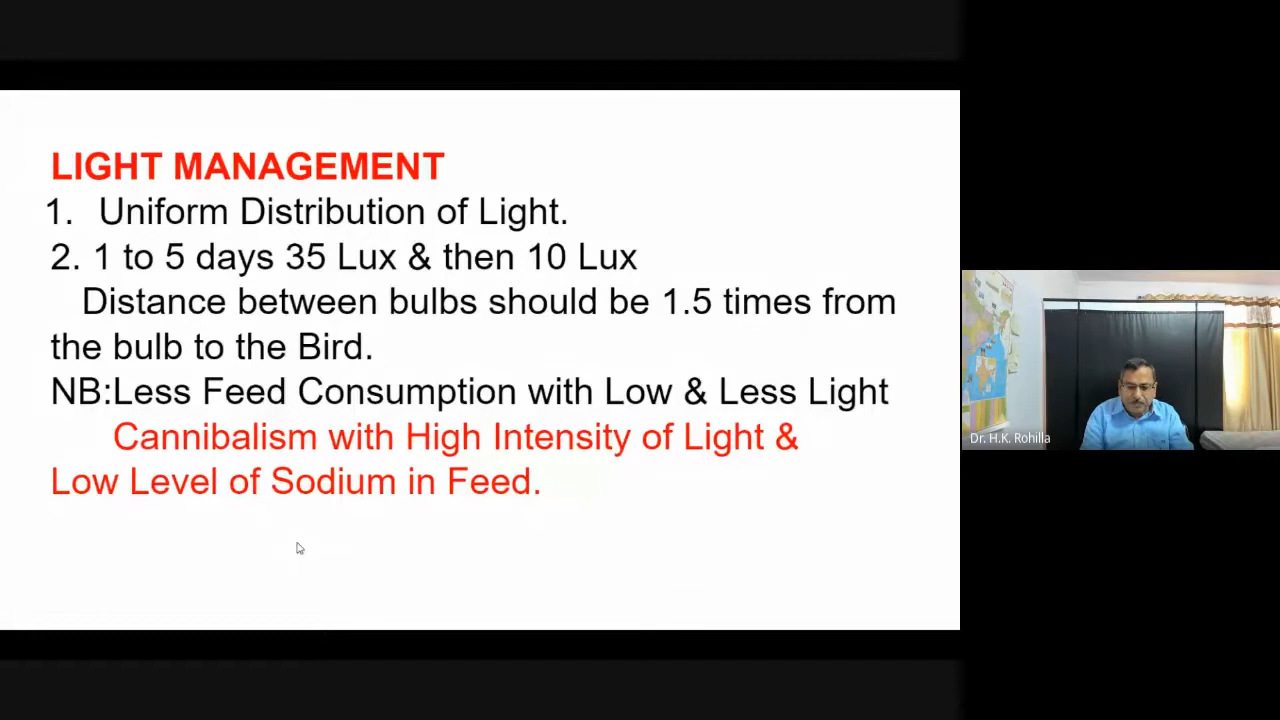 LIGHT MANAGEMENT
1. Uniform Distribution of Light.
2. 1 to 5 days 35 Lux & then 10 Lux
Distance between bulbs should be 1.5 times from
the bulb to the Bird.
NB:Less Feed Consumption with Low & Less Light
Cannibalism with High Intensity of Light &
Low Level of Sodium in Feed.
Dr. H.K. Rohilla